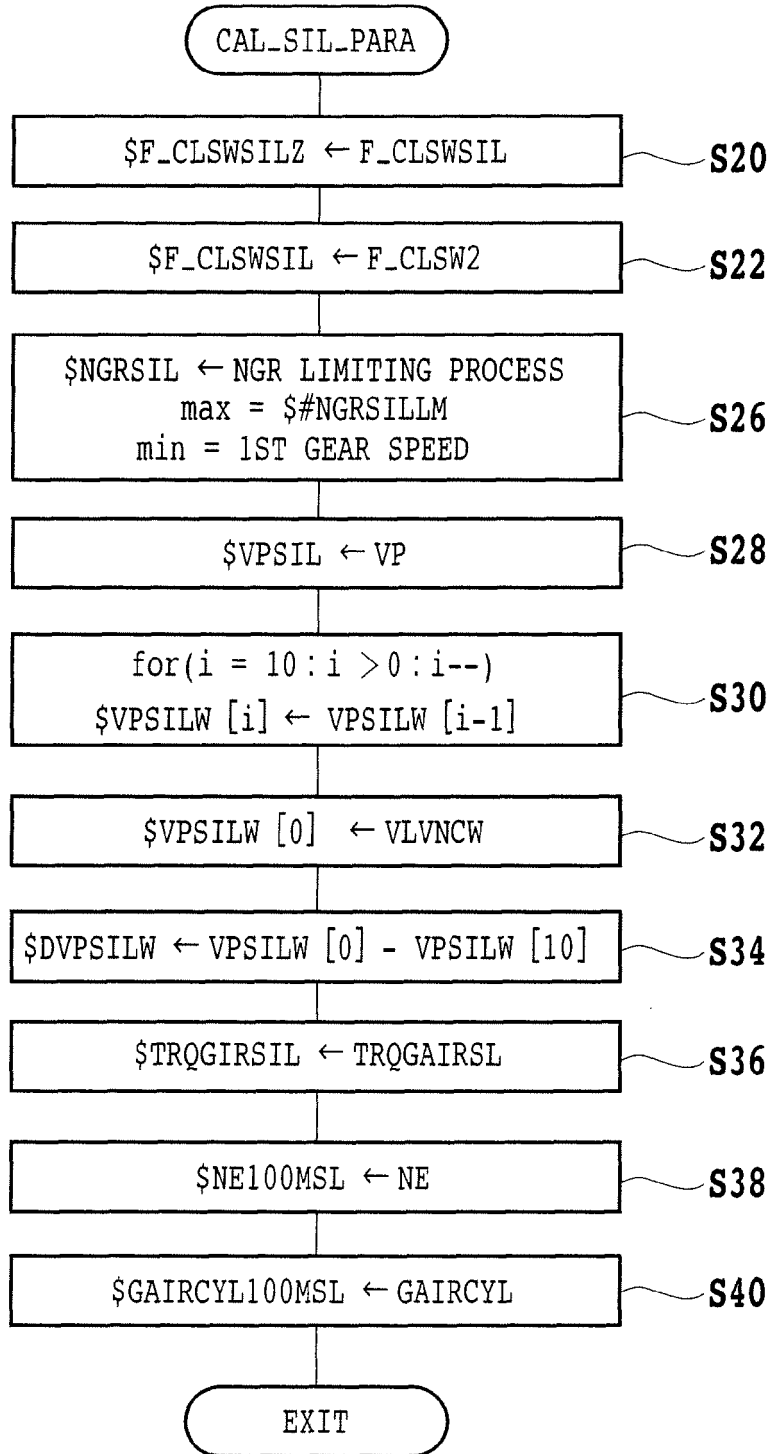 CAL_SIL_PARA
$F_CLSWSILZ ← F_CLSWSIL
S20
$F_CLSWSIL ← F_CLSW2
S22
$NGRSIL ← NGR LIMITING PROCESS
max = $#NGRSILLM
min = 1ST GEAR SPEED
S26
$VPSIL ← VP
S28
for(i = 10 : i > 0 : i--)
$VPSILW [i] ← VPSILW [i-1]
S30
$VPSILW [0] ← VLVNCW
S32
$DVPSILW ← VPSILW [0] - VPSILW [10]
S34
$TRQGIRSIL ← TRQGAIRSL
S36
$NE100MSL ← NE
S38
$GAIRCYL100MSL ← GAIRCYL
S40
EXIT